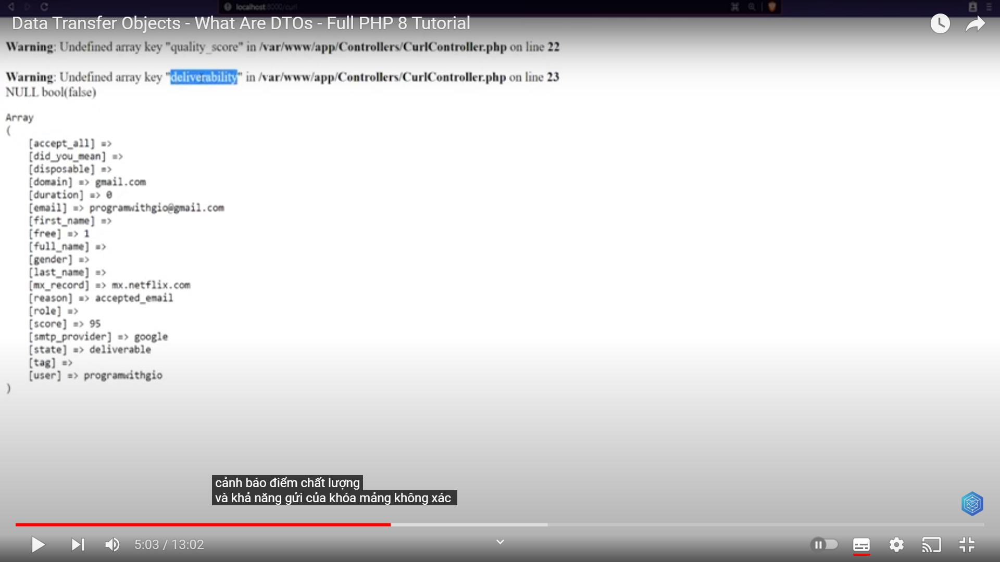 localhost:8000/curl
Data Transfer Objects - What Are DTOs - Full PHP 8 Tutorial
Warning: Undefined array key "quality_score" in /var/www/app/Controllers/CurlController.php on line 22
Warning: Undefined array key "deliverability" in /var/www/app/Controllers/CurlController.php on line 23
NULL bool(false)
Array
(
[accept_all] =>
[did_you_mean] =>
[disposable] =>
[domain] => gmail.com
[duration] => 0
[email] => programwithgio@gmail.com
[first_name] =>
[free] => 1
[full_name] =>
[gender] =>
[last_name] =>
[mx_record] => mx.netflix.com
[reason] => accepted_email
[role] =>
[score] => 95
[smtp_provider] => google
[state] => deliverable
[tag] =>
[user] => programwithgio
)
cảnh báo điểm chất lượng
và khả năng gửi của khóa mảng không xác
5:03 / 13:02